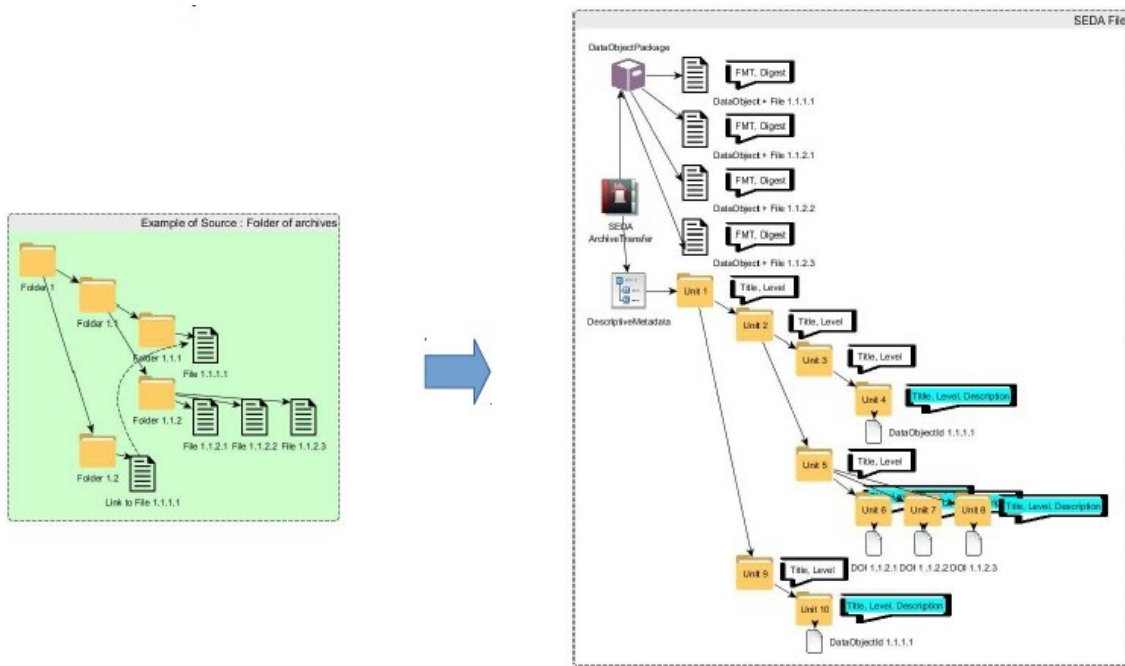 Example of Source : Folder of archives
Folder 1
Folder 1.1
Folder 1.1.1
File 1.1.1.1
Folder 1.1.2
File 1.1.2.1
File 1.1.2.2
File 1.1.2.3
Folder 1.2
Link to File 1.1.1.1
SEDA File
DataObjectPackage
FMT, Digest
DataObject + File 1.1.1.1
FMT, Digest
DataObject + File 1.1.2.1
FMT, Digest
DataObject + File 1.1.2.2
SEDA
ArchiveTransfer
FMT, Digest
DataObject + File 1.1.2.3
DescriptiveMetadata
Unit 1
Title, Level
Unit 2
Title, Level
Unit 3
Title, Level
Unit 4
Title, Level, Description
DataObjectId 1.1.1.1
Unit 5
Title, Level
Unit 6
Unit 7
Unit 8
Title, Level, Description
DOI 1.1.2.1
DOI 1.1.2.2
DOI 1.1.2.3
Unit 9
Title, Level
Unit 10
Title, Level, Description
DataObjectId 1.1.1.1